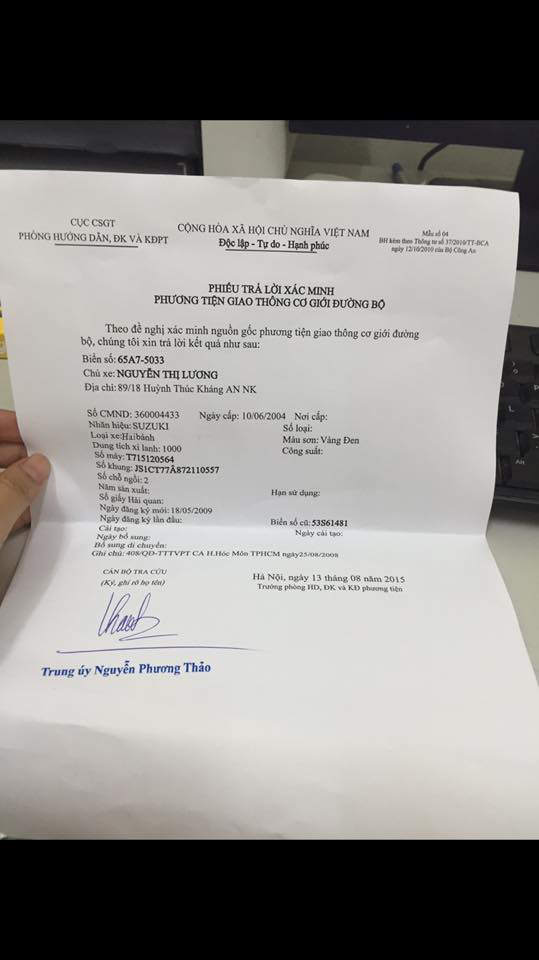 CỤC CSGT
PHÒNG HƯỚNG DẪN, ĐK VÀ KĐPT
CỘNG HÒA XÃ HỘI CHỦ NGHĨA VIỆT NAM
Độc lập - Tự do - Hạnh phúc
Mẫu số 04
BH kèm theo Thông tư số 37/2010/TT-BCA
ngày 12/10/2010 của Bộ Công An
PHIẾU TRẢ LỜI XÁC MINH
PHƯƠNG TIỆN GIAO THÔNG CƠ GIỚI ĐƯỜNG BỘ
Theo đề nghị xác minh nguồn gốc phương tiện giao thông cơ giới đường
bộ, chúng tôi xin trả lời kết quả như sau:
Biển số: 65A7-5033
Chủ xe: NGUYỄN THỊ LƯƠNG
Địa chỉ: 89/18 Huỳnh Thúc Kháng AN NK
Số CMND: 360004433 Ngày cấp: 10/06/2004 Nơi cấp:
Nhãn hiệu: SUZUKI Số loại:
Loại xe: Haibánh Màu sơn: Vàng Đen
Dung tích xi lanh: 1000 Công suất:
Số máy: T715120564
Số khung: JS1CT77Â872110557
Số chỗ ngồi: 2
Năm sản xuất: Hạn sử dụng:
Số giấy Hải quan:
Ngày đăng ký mới: 18/05/2009
Ngày đăng ký lần đầu: Biển số cũ: 53S61481
Cải tạo: Ngày cải tạo:
Ngày bổ sung:
Bổ sung di chuyển:
Ghi chú: 408/QĐ-TTTVPT CA H.Hóc Môn TPHCM ngày25/08/2008
CÁN BỘ TRA CỨU
(Ký, ghi rõ họ tên)
Hà Nội, ngày 13 tháng 08 năm 2015
Trưởng phòng HD, ĐK và KĐ phương tiện
Trung úy Nguyễn Phương Thảo